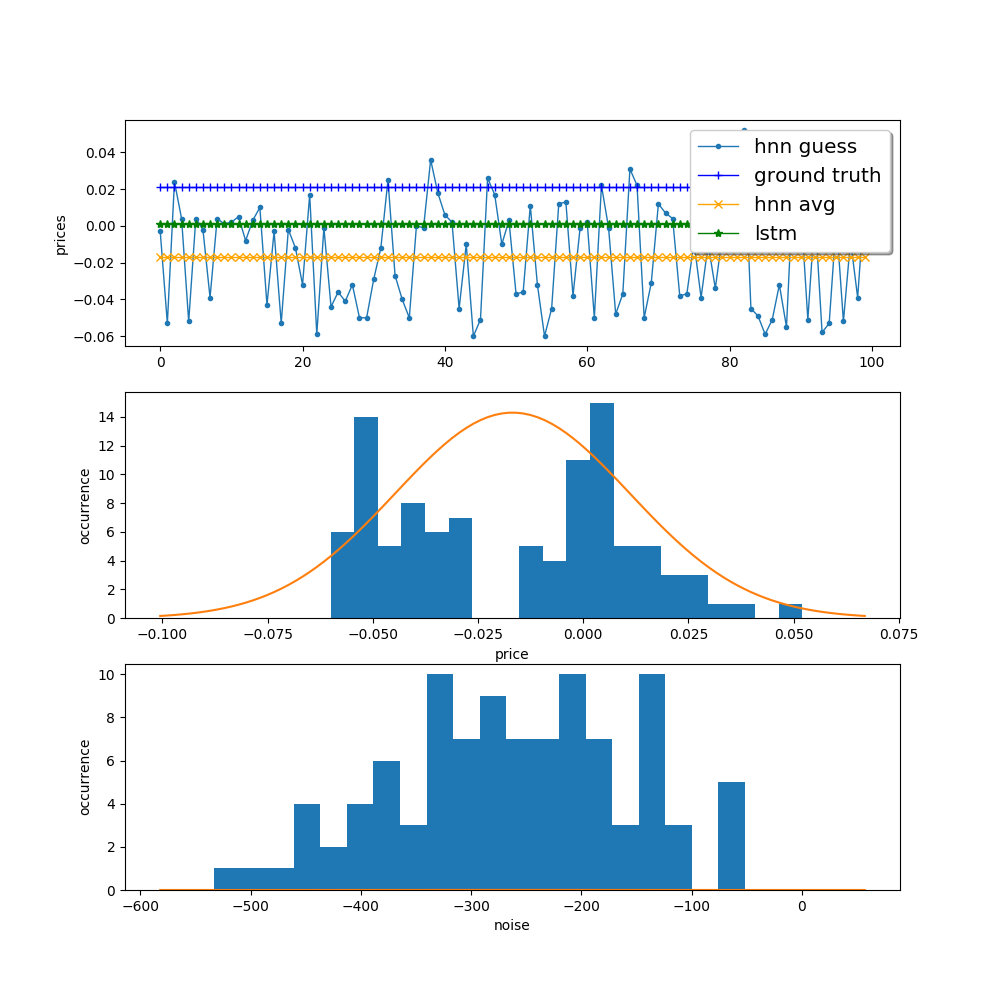 hnn guess
ground truth
hnn avg
lstm
prices
0.04
0.02
0.00
−0.02
−0.04
−0.06
0 20 40 60 80 100
occurrence
14
12
10
8
6
4
2
0
−0.100 −0.075 −0.050 −0.025 0.000 0.025 0.050 0.075
price
occurrence
10
8
6
4
2
0
−600 −500 −400 −300 −200 −100 0
noise